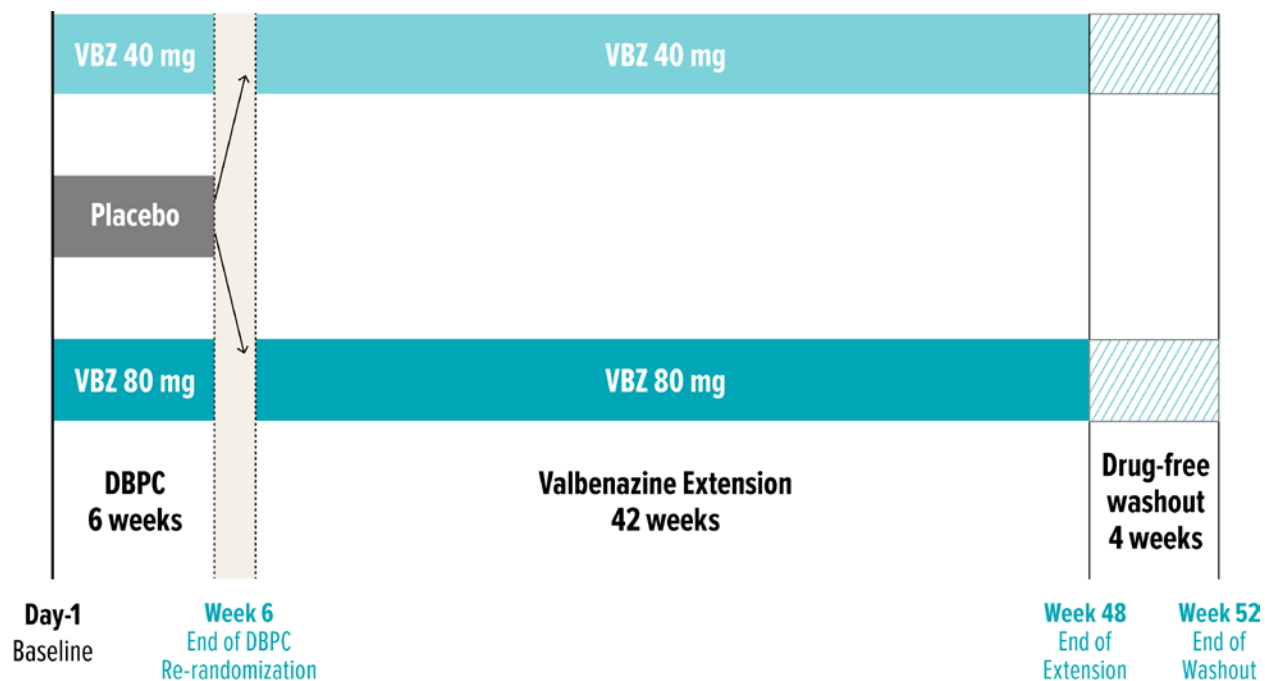 VBZ 40 mg
VBZ 40 mg
Placebo
VBZ 80 mg
VBZ 80 mg
DBPC
6 weeks
Valbenazine Extension
42 weeks
Drug-free
washout
4 weeks
Day-1
Baseline
Week 6
End of DBPC
Re-randomization
Week 48
End of
Extension
Week 52
End of
Washout